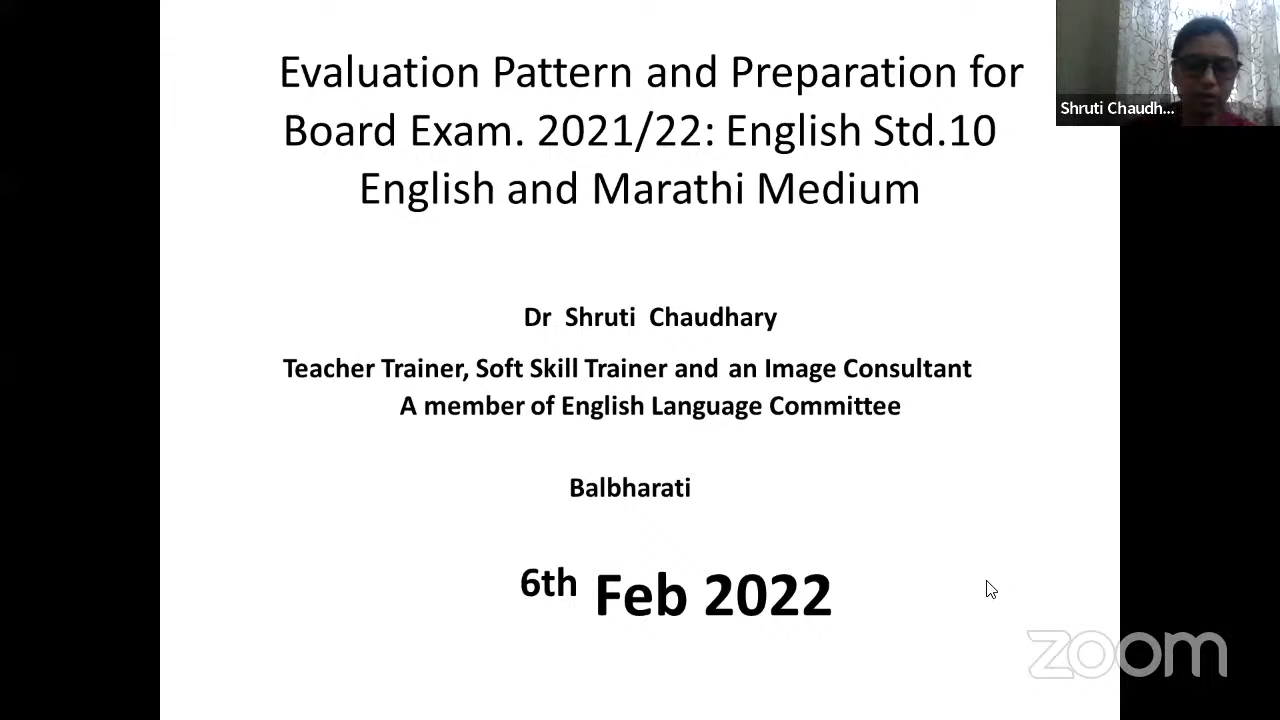 Evaluation Pattern and Preparation for
Board Exam. 2021/22: English Std.10
English and Marathi Medium
Shruti Chaudh...
Dr Shruti Chaudhary
Teacher Trainer, Soft Skill Trainer and an Image Consultant
A member of English Language Committee
Balbharati
6th Feb 2022
zoom